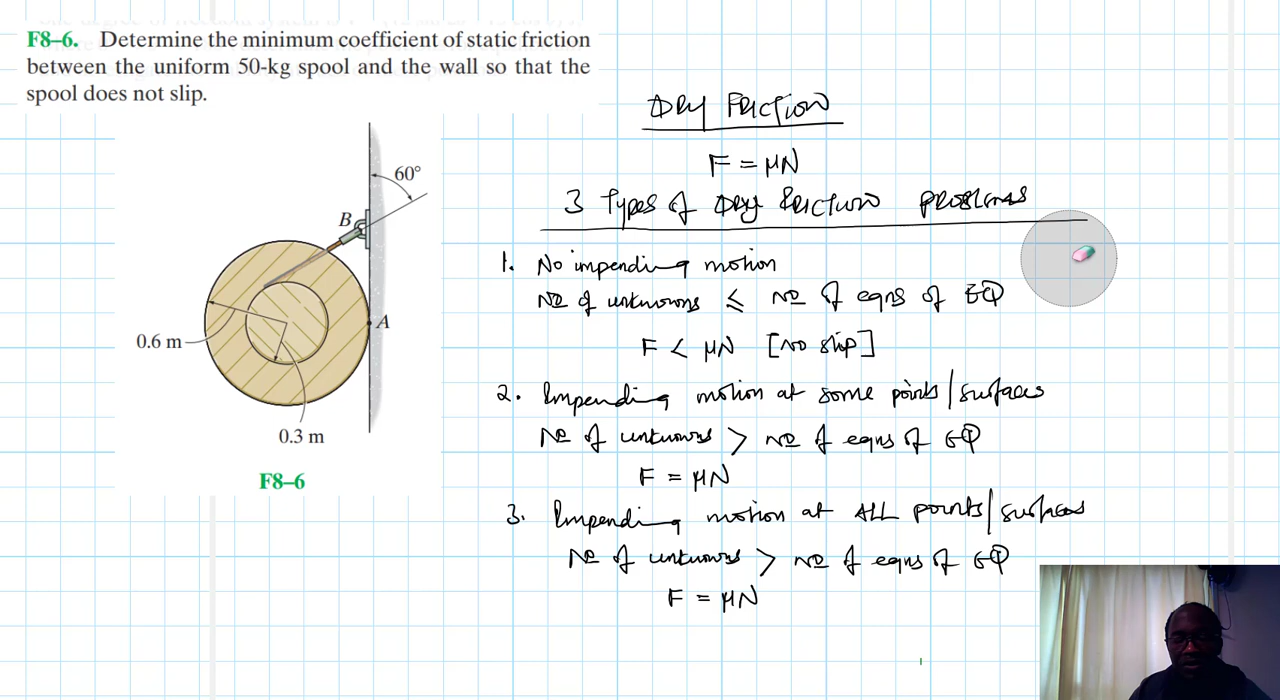 F8–6. Determine the minimum coefficient of static friction
between the uniform 50-kg spool and the wall so that the
spool does not slip.
60°
B
A
0.6 m
0.3 m
F8–6
DRY FRICTION
F = μN
3 Types of DRY FRICTION PROBLEMS
1. No impending motion
No of unknowns ≤ No of eqns of EQ
F < μN [No slip]
2. Impending motion at some points/surfaces
No of unknowns > No of eqns of EQ
F = μN
3. Impending motion at ALL points/surfaces
No of unknowns > No of eqns of EQ
F = μN